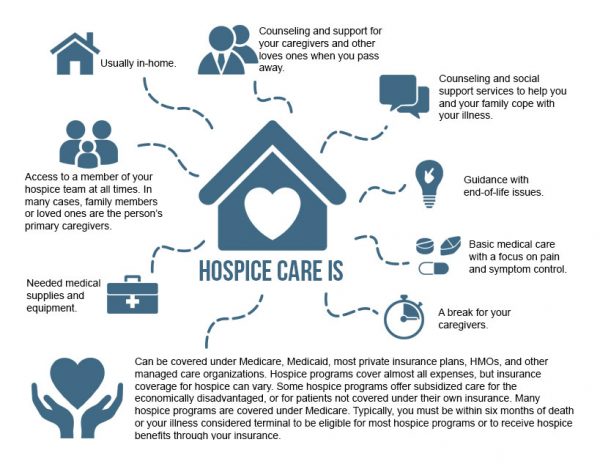 Usually in-home.
Counseling and support for
your caregivers and other
loves ones when you pass
away.
Counseling and social
support services to help you
and your family cope with
your illness.
Access to a member of your
hospice team at all times. In
many cases, family members
or loved ones are the person's
primary caregivers.
Guidance with
end-of-life issues.
HOSPICE CARE IS
Basic medical care
with a focus on pain
and symptom control.
Needed medical
supplies and
equipment.
A break for your
caregivers.
Can be covered under Medicare, Medicaid, most private insurance plans, HMOs, and other
managed care organizations. Hospice programs cover almost all expenses, but insurance
coverage for hospice can vary. Some hospice programs offer subsidized care for the
economically disadvantaged, or for patients not covered under their own insurance. Many
hospice programs are covered under Medicare. Typically, you must be within six months of death
or your illness considered terminal to be eligible for most hospice programs or to receive hospice
benefits through your insurance.